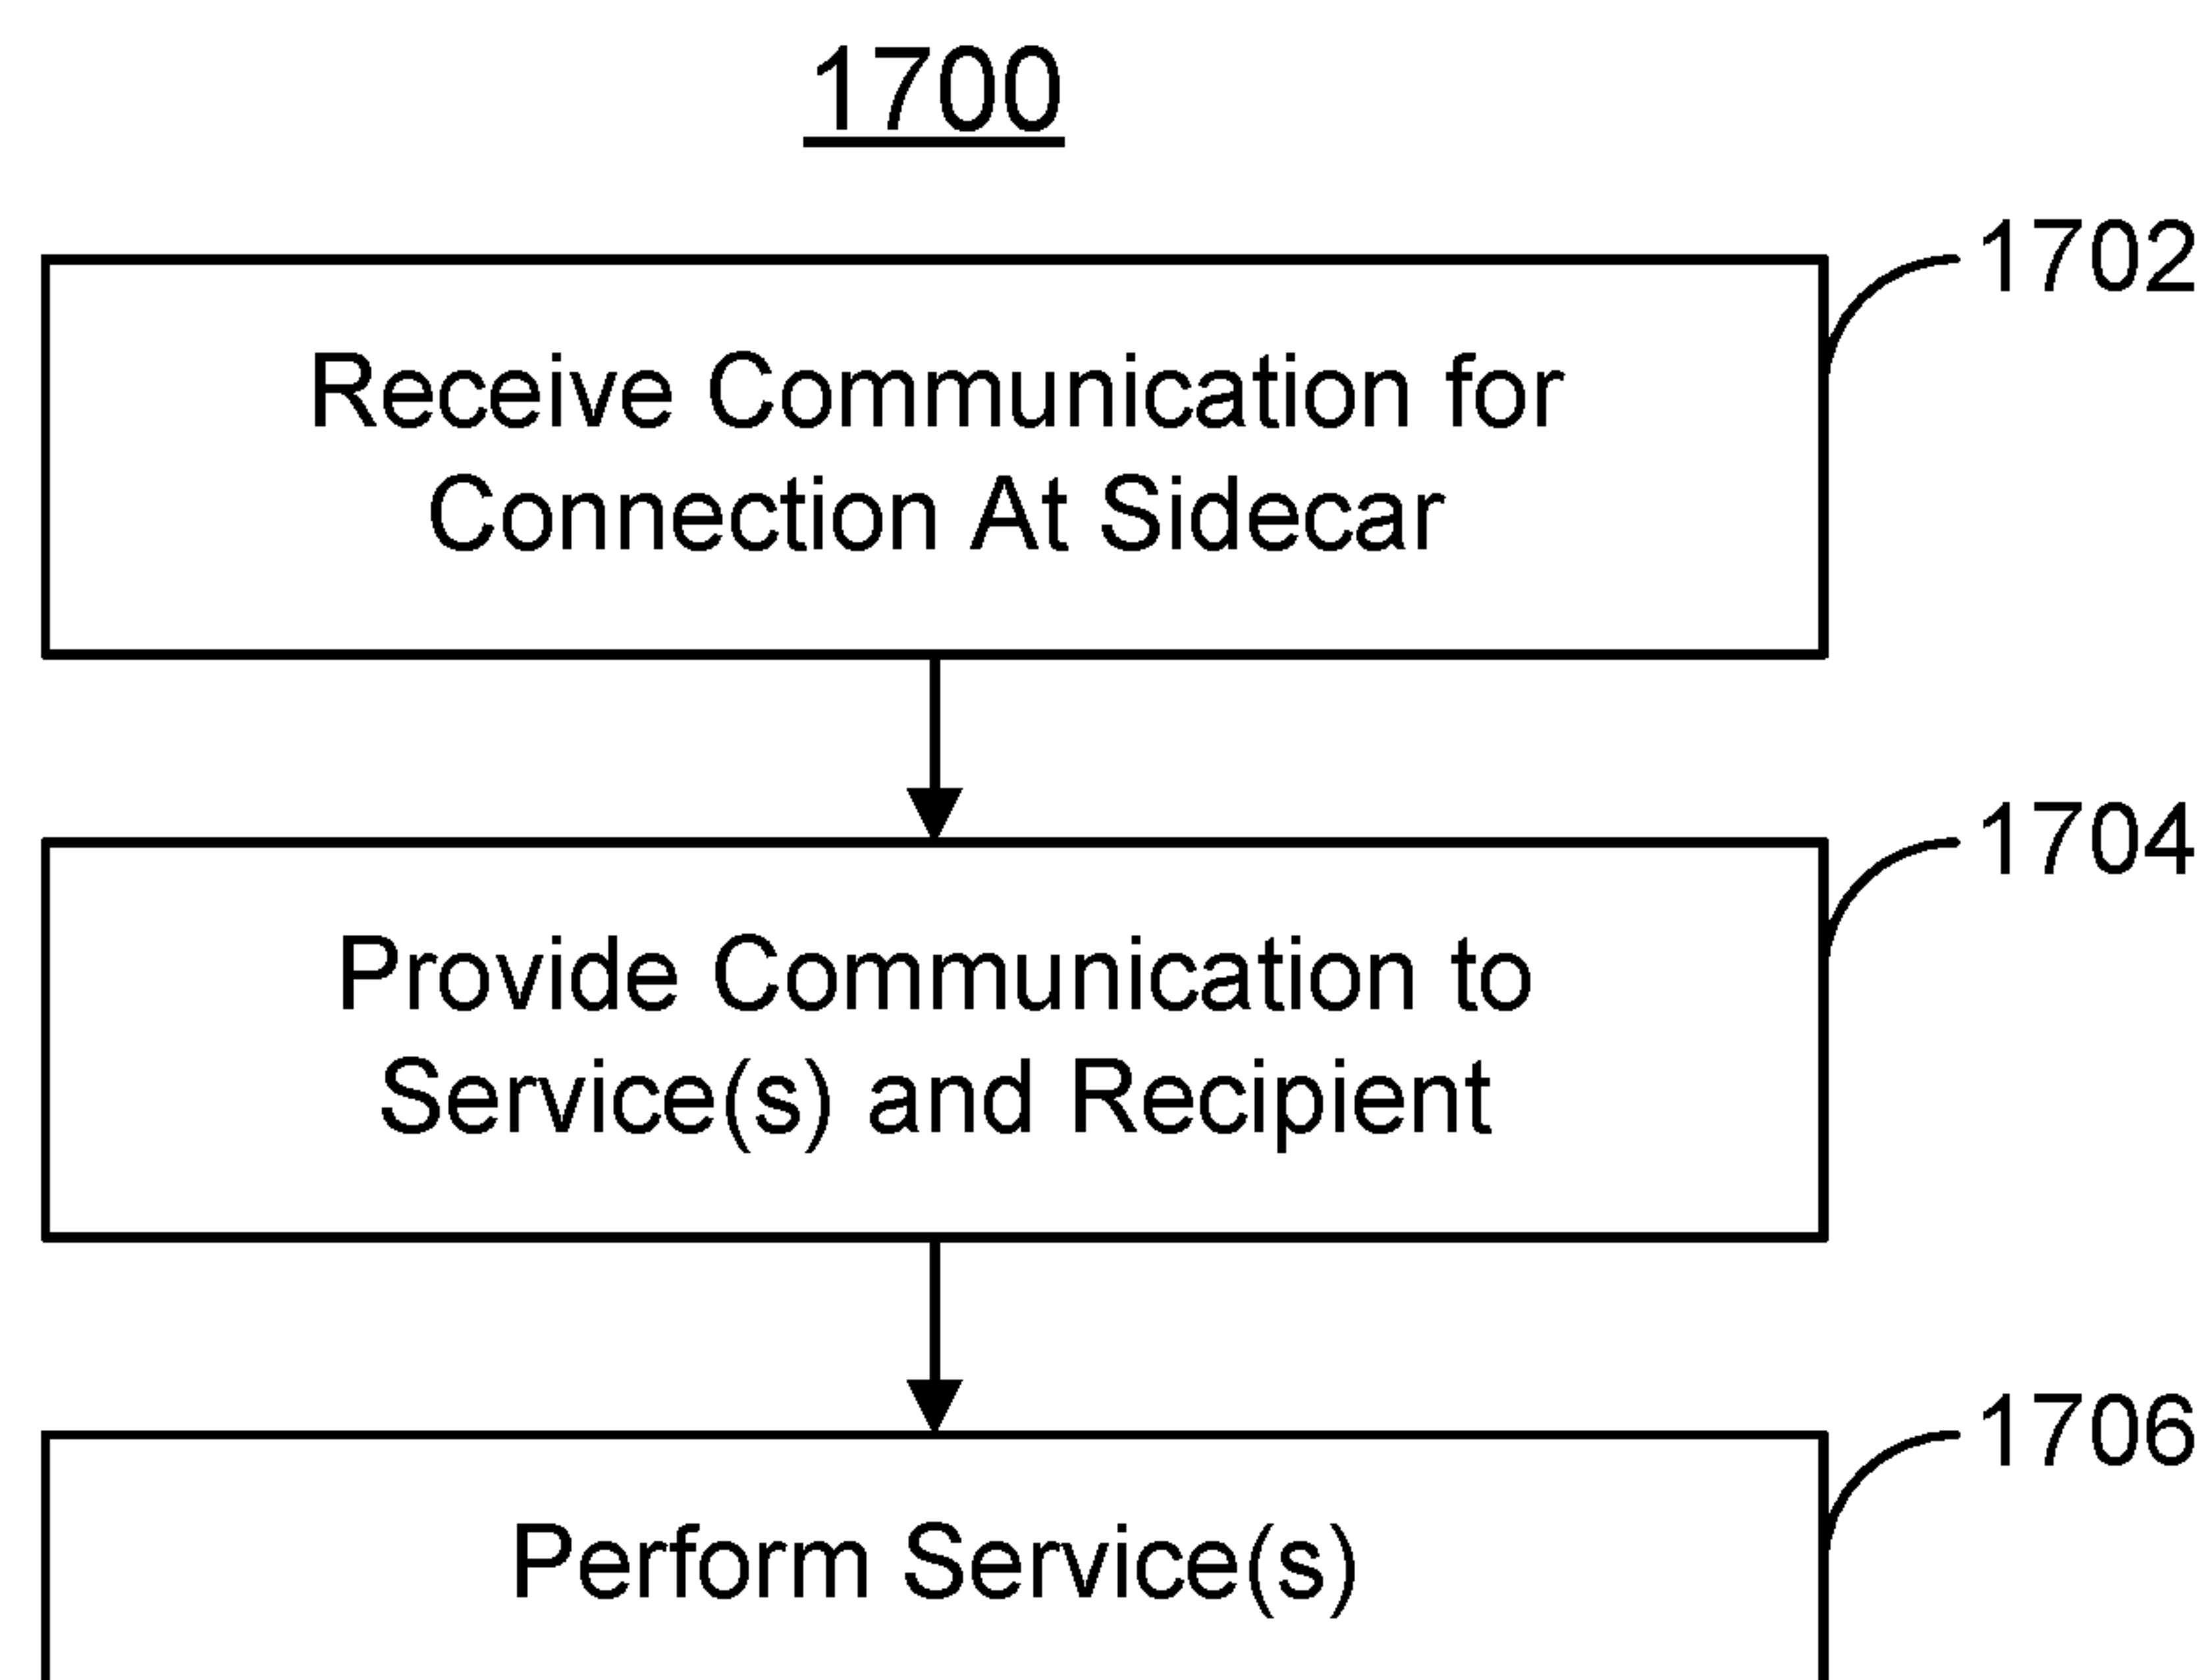 1700
1702
Receive Communication for
Connection At Sidecar
1704
Provide Communication to
Service(s) and Recipient
1706
Perform Service(s)